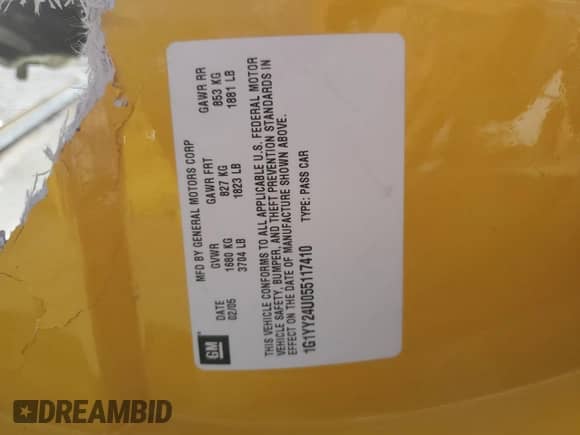 MFD BY GENERAL MOTORS CORP
DATE GVWR GAWR FRT GAWR RR
02/05 1680 KG 827 KG 853 KG
3704 LB 1823 LB 1881 LB
THIS VEHICLE CONFORMS TO ALL APPLICABLE U.S. FEDERAL MOTOR
VEHICLE SAFETY, BUMPER, AND THEFT PREVENTION STANDARDS IN
EFFECT ON THE DATE OF MANUFACTURE SHOWN ABOVE.
1G1YY24U055117410 TYPE: PASS CAR
GM
DREAMBID